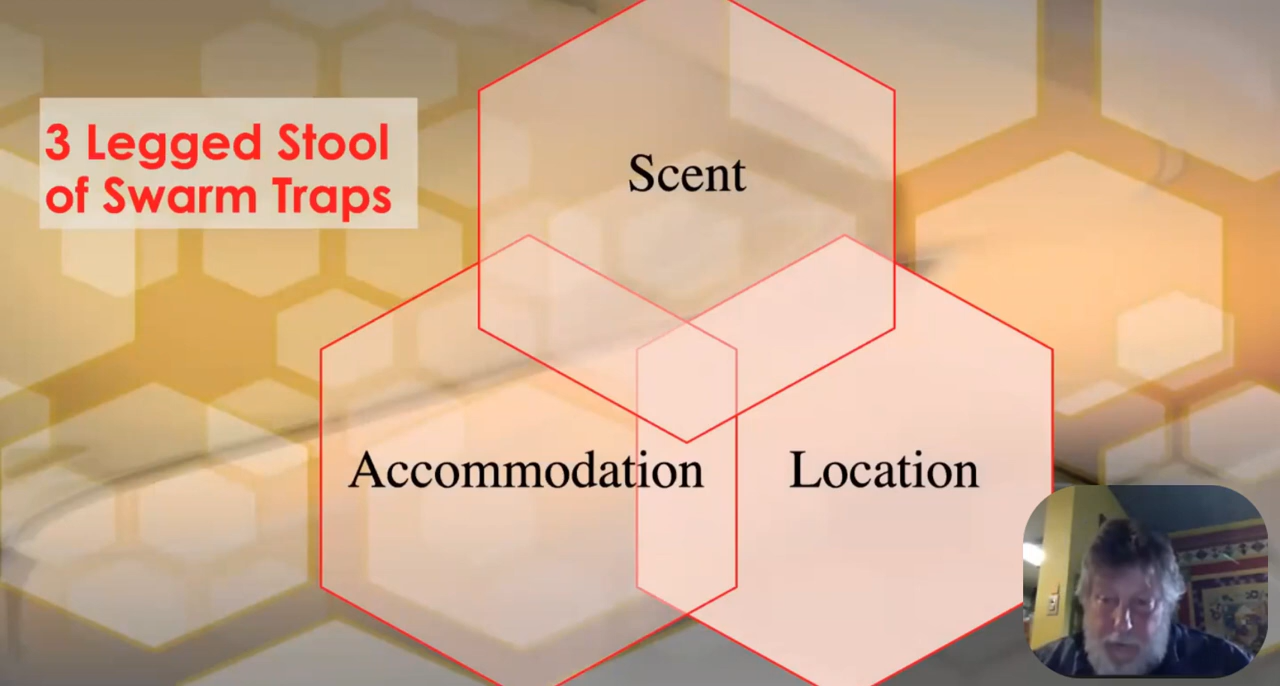 3 Legged Stool
of Swarm Traps
Scent
Accommodation
Location